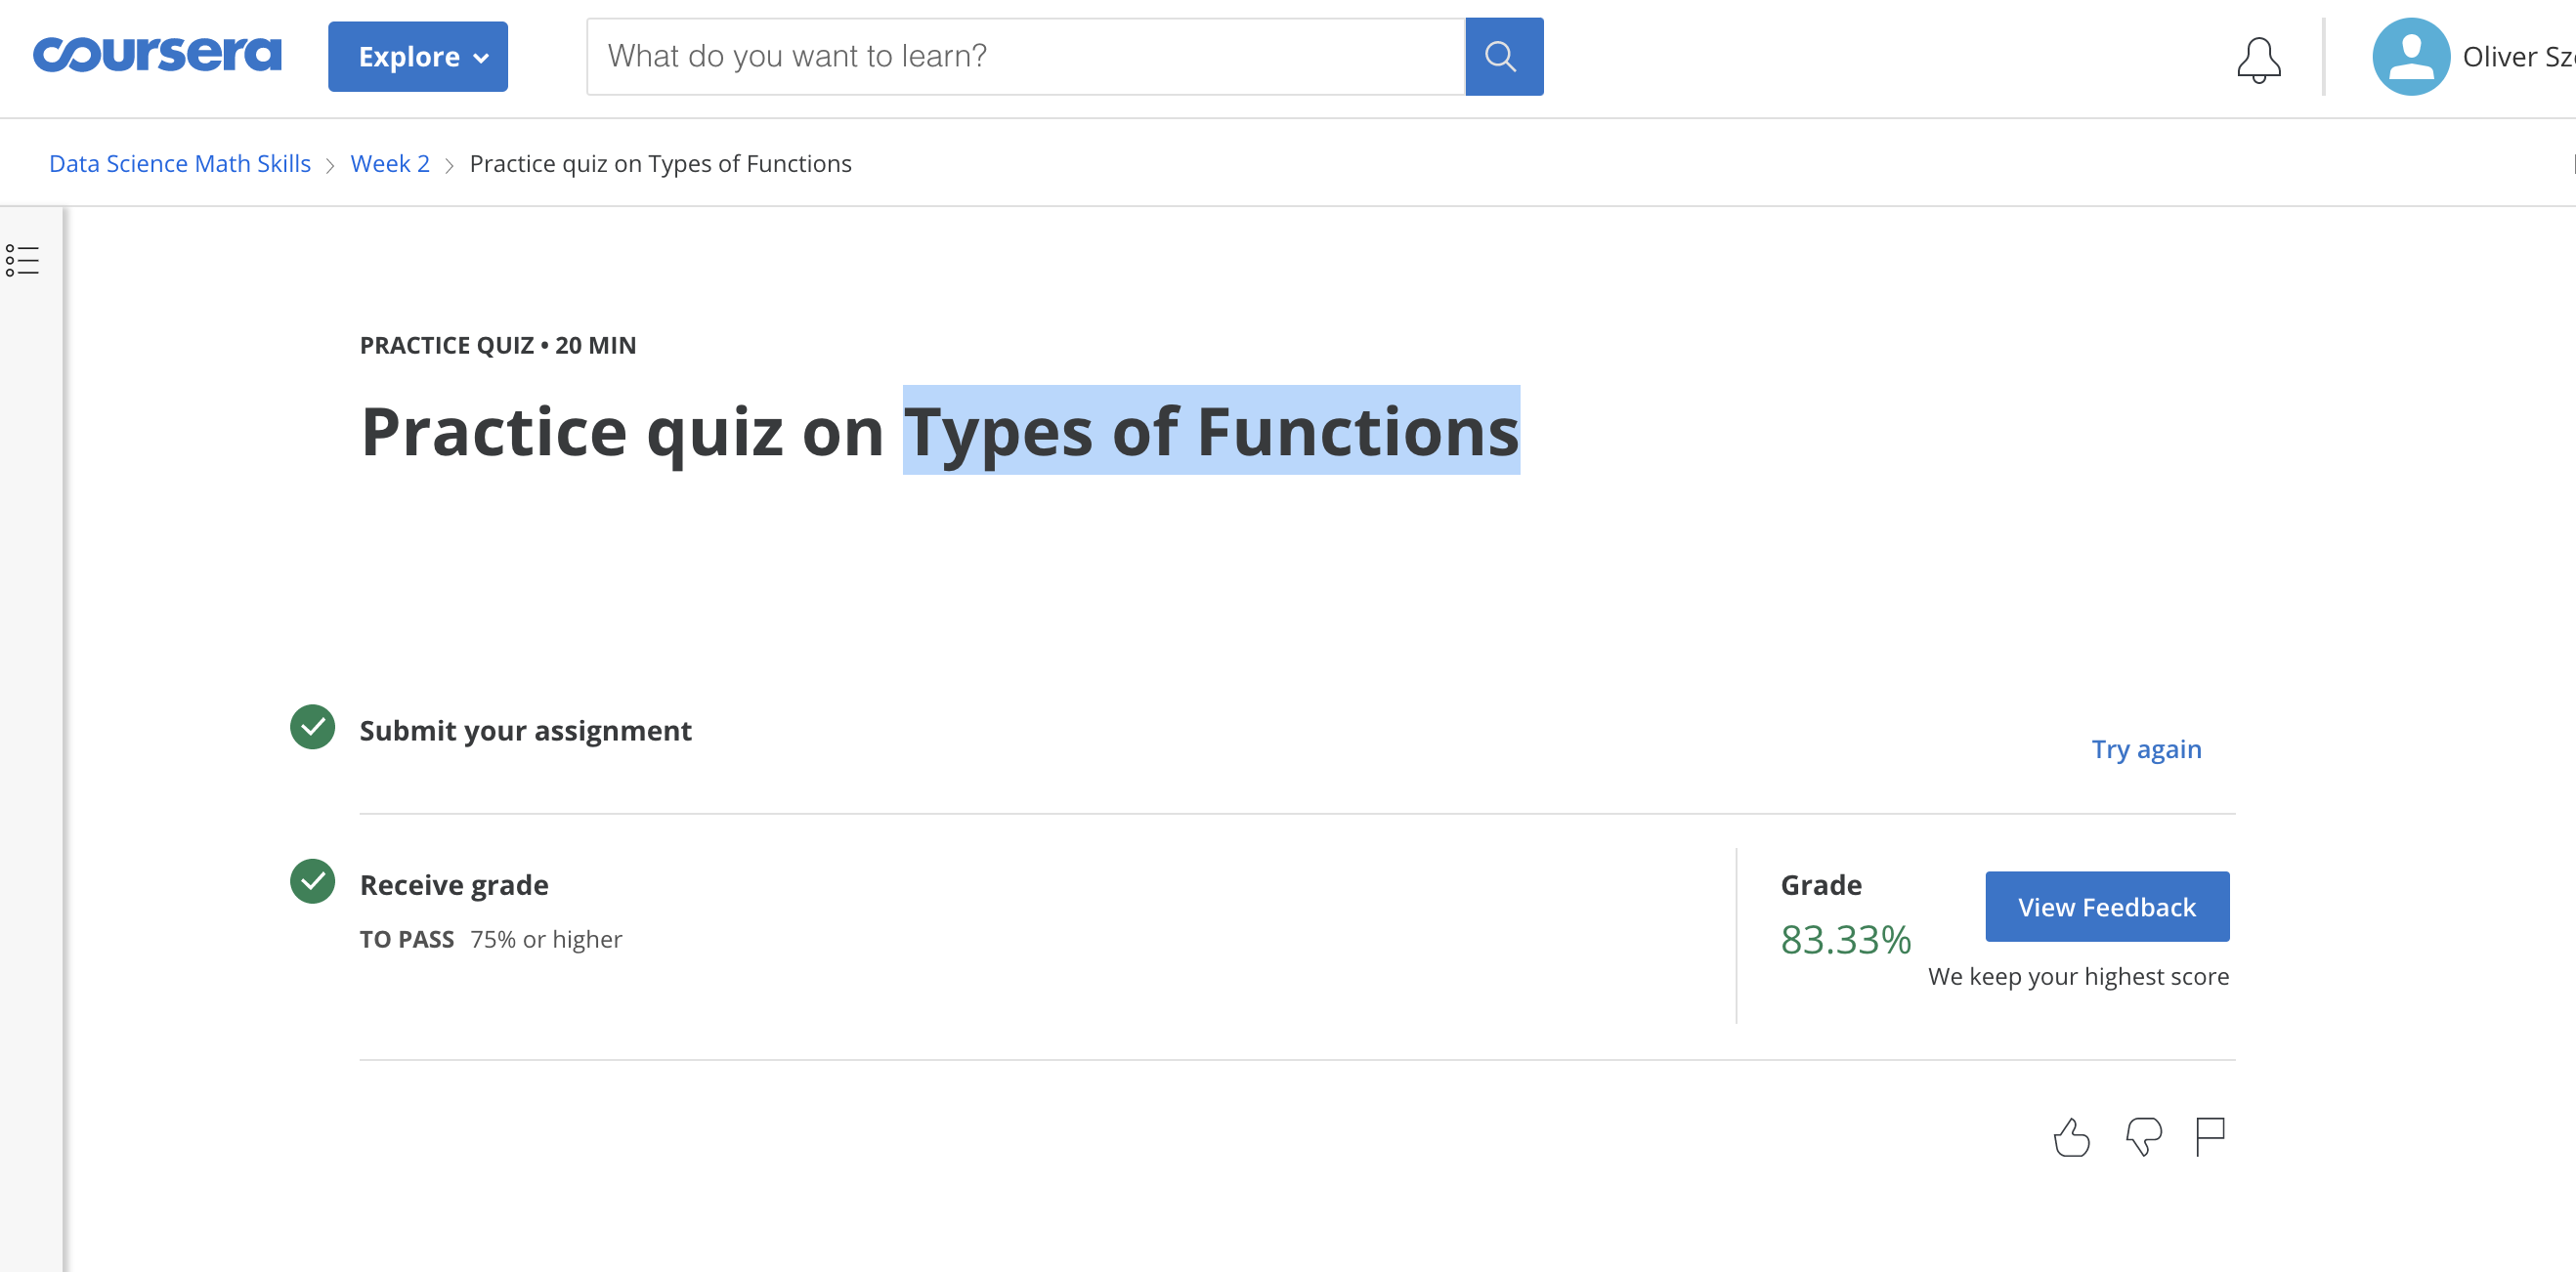 coursera
Explore
What do you want to learn?
Oliver
Data Science Math Skills
Week 2
Practice quiz on Types of Functions
PRACTICE QUIZ • 20 MIN
Practice quiz on Types of Functions
Submit your assignment
Try again
Receive grade
TO PASS 75% or higher
Grade
83.33%
View Feedback
We keep your highest score